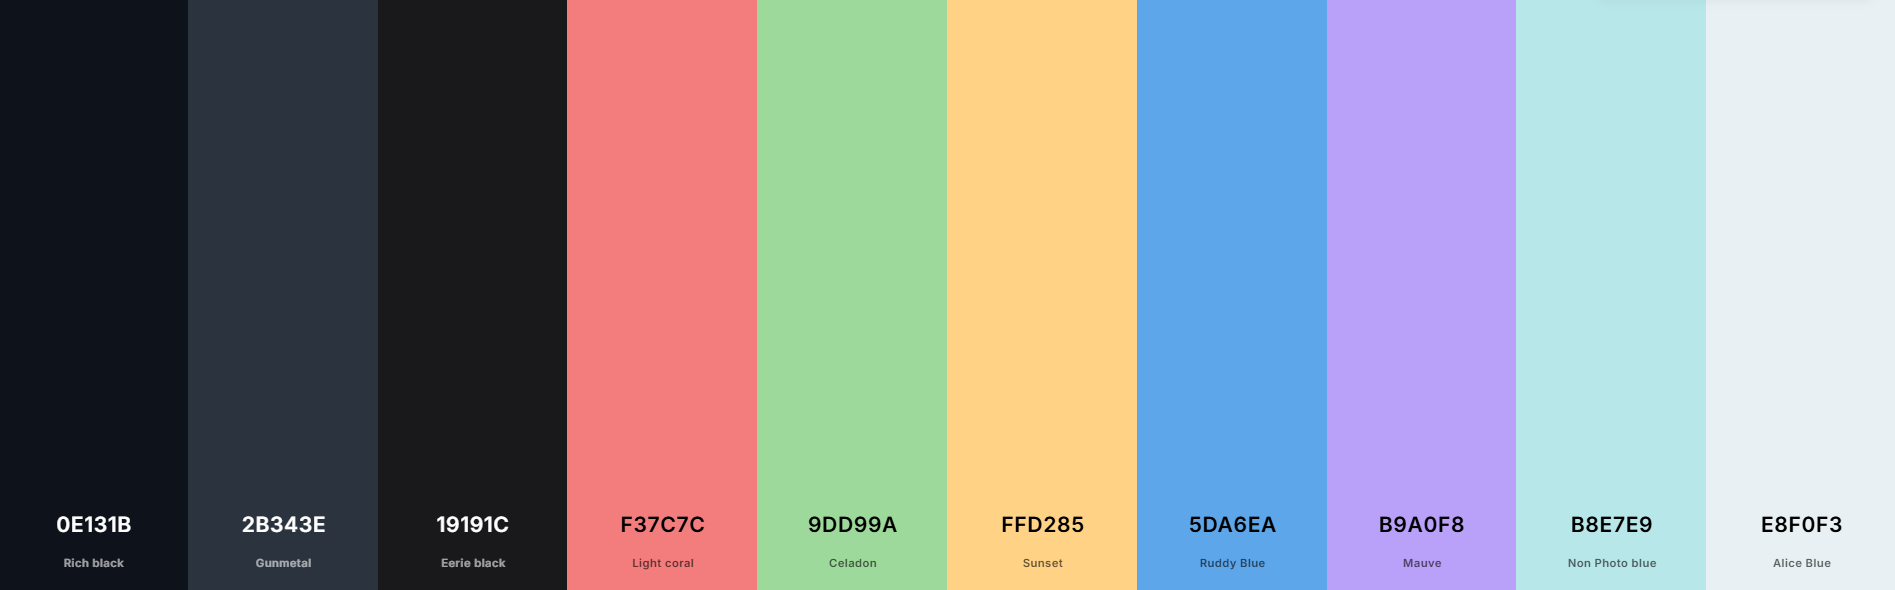 0E131B
Rich black
2B343E
Gunmetal
19191C
Eerie black
F37C7C
Light coral
9DD99A
Celadon
FFD285
Sunset
5DA6EA
Ruddy Blue
B9A0F8
Mauve
B8E7E9
Non Photo blue
E8F0F3
Alice Blue